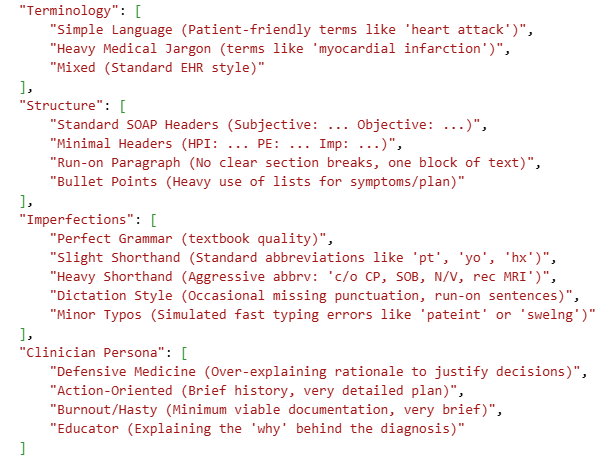 "Terminology": [
"Simple Language (Patient-friendly terms like 'heart attack')",
"Heavy Medical Jargon (terms like 'myocardial infarction')",
"Mixed (Standard EHR style)"
],
"Structure": [
"Standard SOAP Headers (Subjective: ... Objective: ...)",
"Minimal Headers (HPI: ... PE: ... Imp: ...)",
"Run-on Paragraph (No clear section breaks, one block of text)",
"Bullet Points (Heavy use of lists for symptoms/plan)"
],
"Imperfections": [
"Perfect Grammar (textbook quality)",
"Slight Shorthand (Standard abbreviations like 'pt', 'yo', 'hx')",
"Heavy Shorthand (Aggressive abbrv: 'c/o CP, SOB, N/V, rec MRI')",
"Dictation Style (Occasional missing punctuation, run-on sentences)",
"Minor Typos (Simulated fast typing errors like 'pateint' or 'swelng')"
],
"Clinician Persona": [
"Defensive Medicine (Over-explaining rationale to justify decisions)",
"Action-Oriented (Brief history, very detailed plan)",
"Burnout/Hasty (Minimum viable documentation, very brief)",
"Educator (Explaining the 'why' behind the diagnosis)"
]